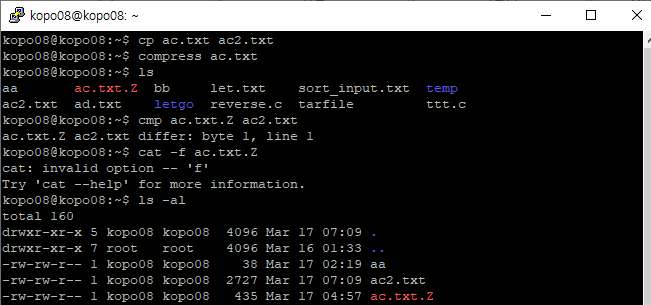 kopo08@kopo08: ~
kopo08@kopo08:~$ cp ac.txt ac2.txt
kopo08@kopo08:~$ compress ac.txt
kopo08@kopo08:~$ ls
aa       ac.txt.Z  bb     let.txt    sort_input.txt  temp
ac2.txt  ad.txt    letgo  reverse.c  tarfile         ttt.c
kopo08@kopo08:~$ cmp ac.txt.Z ac2.txt
ac.txt.Z ac2.txt differ: byte 1, line 1
kopo08@kopo08:~$ cat -f ac.txt.Z
cat: invalid option -- 'f'
Try 'cat --help' for more information.
kopo08@kopo08:~$ ls -al
total 160
drwxr-xr-x 5 kopo08 kopo08  4096 Mar 17 07:09 .
drwxr-xr-x 7 root   root    4096 Mar 16 01:33 ..
-rw-rw-r-- 1 kopo08 kopo08    38 Mar 17 02:19 aa
-rw-rw-r-- 1 kopo08 kopo08  2727 Mar 17 07:09 ac2.txt
-rw-rw-r-- 1 kopo08 kopo08   435 Mar 17 04:57 ac.txt.Z